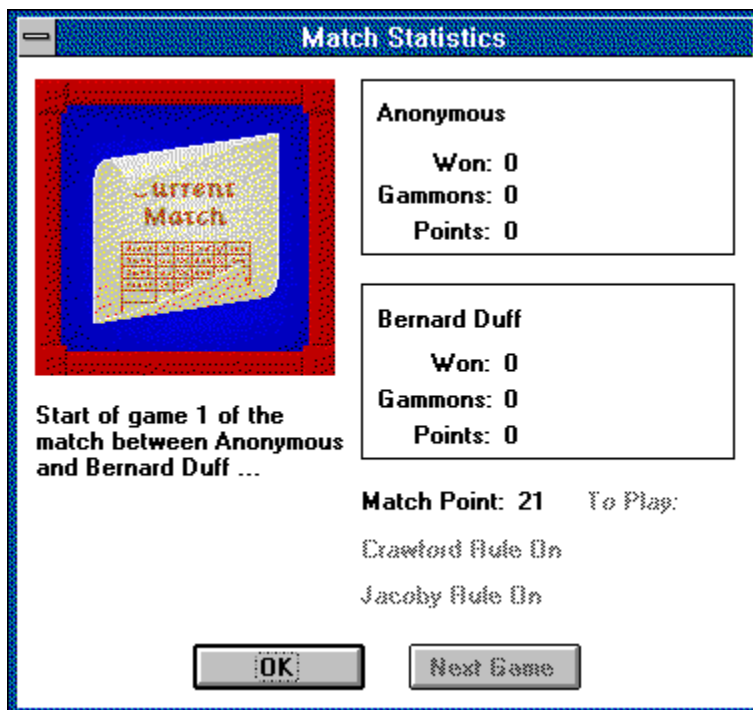 Match Statistics
Current
Match
Anonymous
Won: 0
Gammons: 0
Points: 0
Bernard Duff
Won: 0
Gammons: 0
Points: 0
Start of game 1 of the
match between Anonymous
and Bernard Duff ...
Match Point: 21 To Play:
Crawford Rule On
Jacoby Rule On
OK Next Game